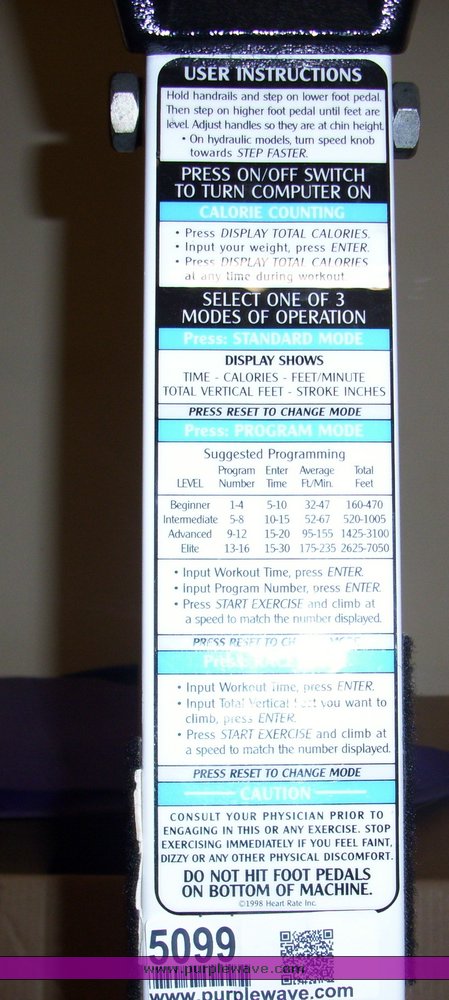 USER INSTRUCTIONS
Hold handrails and step on lower foot pedal.
Then step on higher foot pedal until feet are
level. Adjust handles so they are at chin height.
• On hydraulic models, turn speed knob
towards STEP FASTER.
PRESS ON/OFF SWITCH
TO TURN COMPUTER ON
CALORIE COUNTING
• Press DISPLAY TOTAL CALORIES.
• Input your weight, press ENTER.
• Press DISPLAY TOTAL CALORIES
at any time during workout.
SELECT ONE OF 3
MODES OF OPERATION
Press: STANDARD MODE
DISPLAY SHOWS
TIME - CALORIES - FEET/MINUTE
TOTAL VERTICAL FEET - STROKE INCHES
PRESS RESET TO CHANGE MODE
Press: PROGRAM MODE
Suggested Programming
LEVEL Program Number Enter Time Average Ft./Min. Total Feet
Beginner 1-4 5-10 32-47 160-470
Intermediate 5-8 10-15 52-67 520-1005
Advanced 9-12 15-20 95-155 1425-3100
Elite 13-16 15-30 175-235 2625-7050
• Input Workout Time, press ENTER.
• Input Program Number, press ENTER.
• Press START EXERCISE and climb at
a speed to match the number displayed.
PRESS RESET TO CH MODE
Press: RACE
• Input Workout Time, press ENTER.
• Input Total Vertical Feet you want to
climb, press ENTER.
• Press START EXERCISE and climb at
a speed to match the number displayed.
PRESS RESET TO CHANGE MODE
CAUTION
CONSULT YOUR PHYSICIAN PRIOR TO
ENGAGING IN THIS OR ANY EXERCISE. STOP
EXERCISING IMMEDIATELY IF YOU FEEL FAINT,
DIZZY OR ANY OTHER PHYSICAL DISCOMFORT.
DO NOT HIT FOOT PEDALS
ON BOTTOM OF MACHINE.
©1998 Heart Rate Inc.
5099
www.purplewave.com
www.purplewave.com